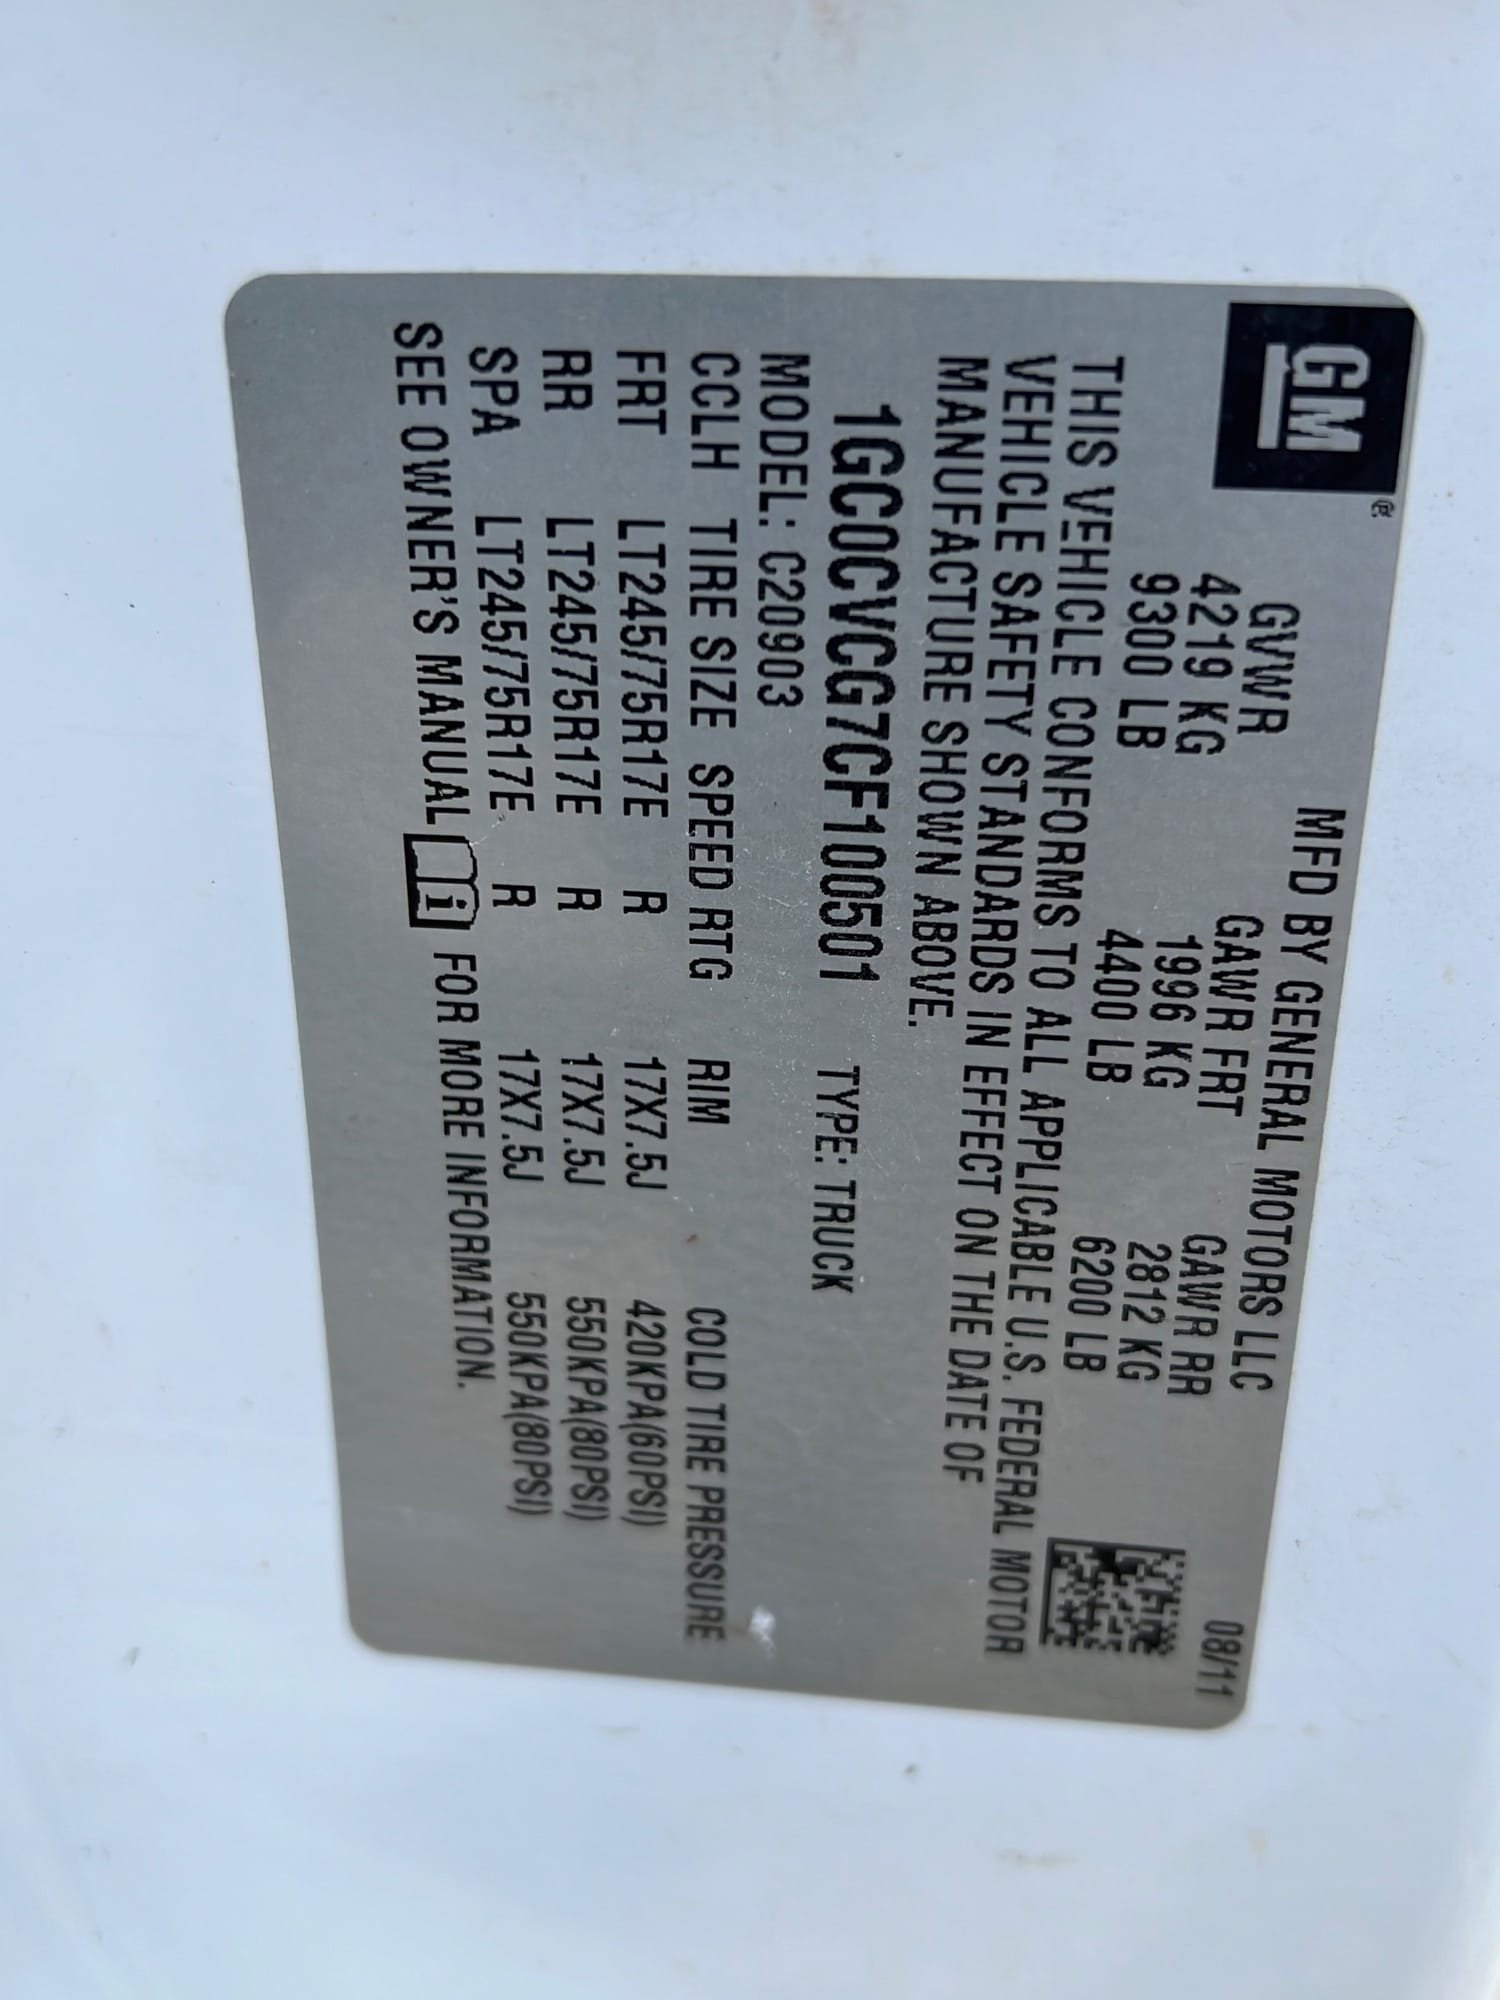 GM
MFD BY GENERAL MOTORS LLC 08/11
GVWR GAWR FRT GAWR RR
4219 KG 1996 KG 2812 KG
9300 LB 4400 LB 6200 LB
THIS VEHICLE CONFORMS TO ALL APPLICABLE U.S. FEDERAL MOTOR
VEHICLE SAFETY STANDARDS IN EFFECT ON THE DATE OF
MANUFACTURE SHOWN ABOVE.
1GC0CVCG7CF100501 TYPE: TRUCK
MODEL: C20903
CCLH TIRE SIZE SPEED RTG RIM COLD TIRE PRESSURE
FRT LT245/75R17E R 17X7.5J 420KPA(60PSI)
RR LT245/75R17E R 17X7.5J 550KPA(80PSI)
SPA LT245/75R17E R 17X7.5J 550KPA(80PSI)
SEE OWNER'S MANUAL i FOR MORE INFORMATION.